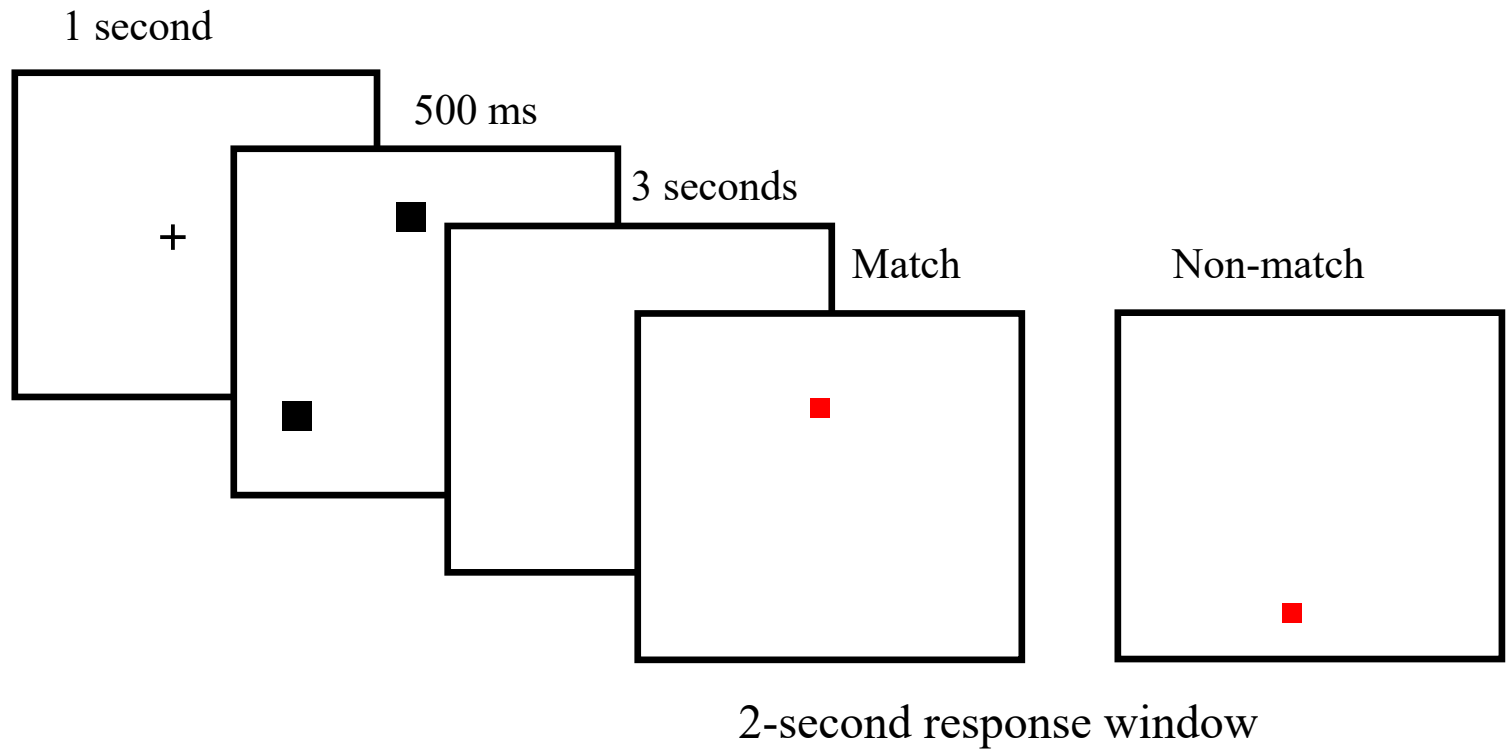 1 second
500 ms
3 seconds
Match
Non-match
2-second response window